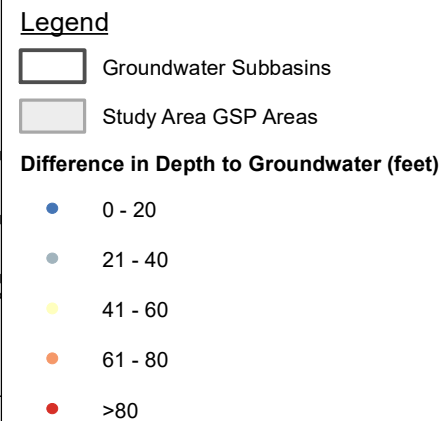 Legend
Groundwater Subbasins
Study Area GSP Areas
Difference in Depth to Groundwater (feet)
0 - 20
21 - 40
41 - 60
61 - 80
>80